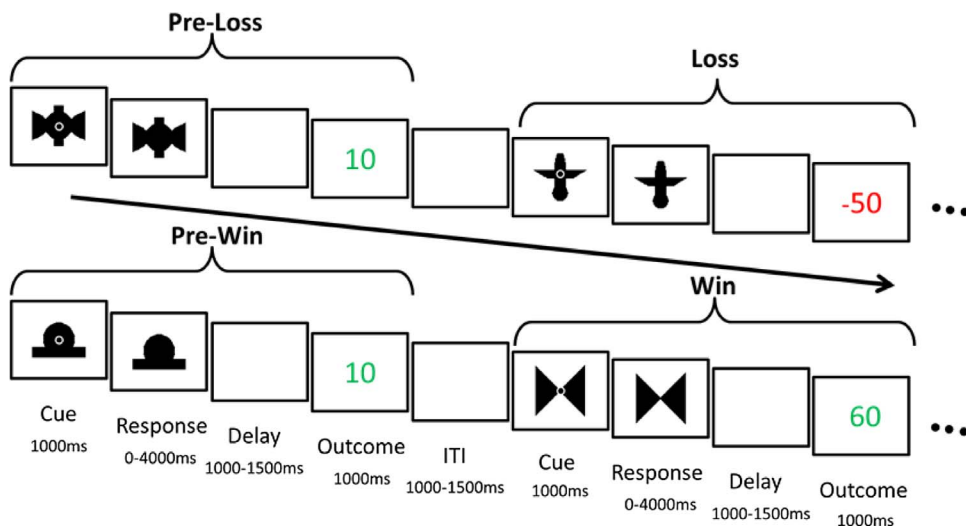 Pre-Loss
Loss
10
-50
...
Pre-Win
Win
10
60
...
Cue
1000ms
Response
0-4000ms
Delay
1000-1500ms
Outcome
1000ms
ITI
1000-1500ms
Cue
1000ms
Response
0-4000ms
Delay
1000-1500ms
Outcome
1000ms